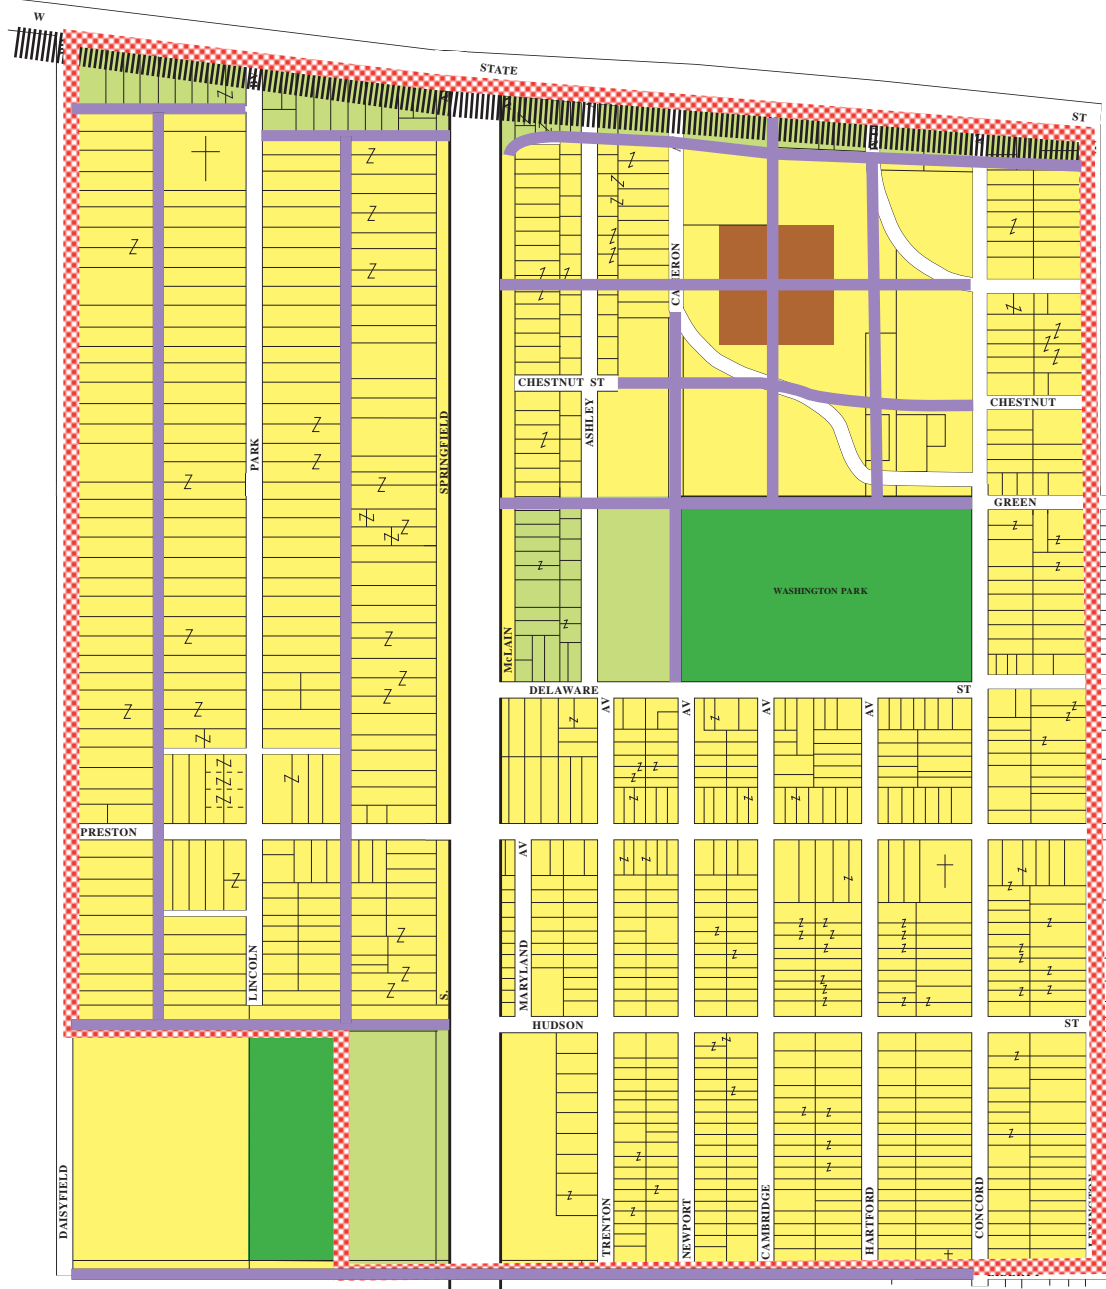 W
STATE
ST
CAMERON
CHESTNUT ST
CHESTNUT
PARK
SPRINGFIELD
ASHLEY
GREEN
WASHINGTON PARK
McLAIN
DELAWARE
ST
AV
AV
AV
AV
PRESTON
AV
LINCOLN
S.
MARYLAND
HUDSON
ST
DAISYFIELD
TRENTON
NEWPORT
CAMBRIDGE
HARTFORD
CONCORD